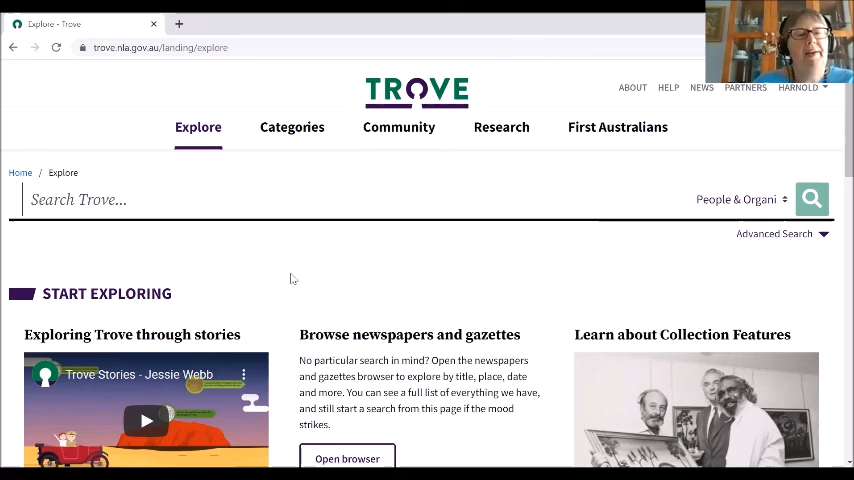 Explore - Trove
trove.nla.gov.au/landing/explore
TROVE
ABOUT HELP NEWS PARTNERS HARNOLD
Explore Categories Community Research First Australians
Home / Explore
Search Trove... People & Organi
Advanced Search
START EXPLORING
Exploring Trove through stories
Trove Stories - Jessie Webb
Browse newspapers and gazettes
No particular search in mind? Open the newspapers
and gazettes browser to explore by title, place, date
and more. You can see a full list of everything we have,
and still start a search from this page if the mood
strikes.
Open browser
Learn about Collection Features